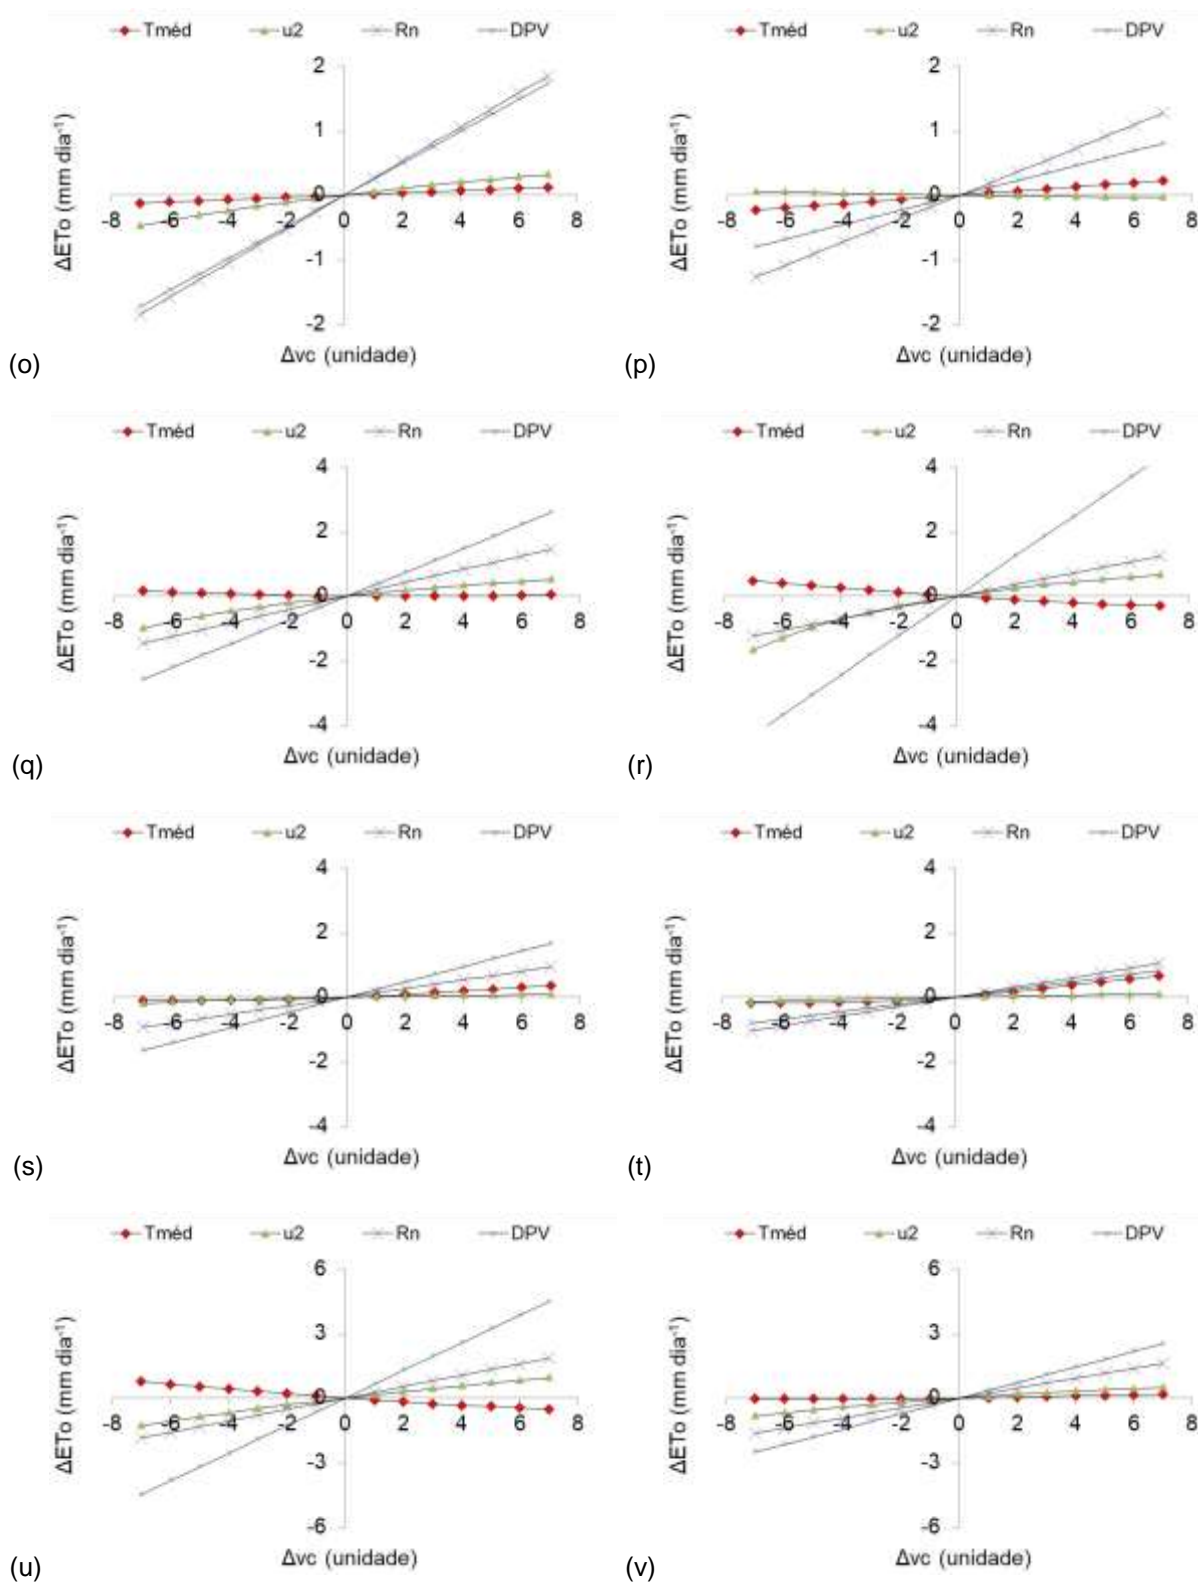 Tméd u2 Rn DPV
2
1
0
-1
-2
-8 -6 -4 -2 0 2 4 6 8
ΔETo (mm dia-1)
Δvc (unidade)
(o)
Tméd u2 Rn DPV
2
1
0
-1
-2
-8 -6 -4 -2 0 2 4 6 8
ΔETo (mm dia-1)
Δvc (unidade)
(p)
Tméd u2 Rn DPV
4
2
0
-2
-4
-8 -6 -4 -2 0 2 4 6 8
ΔETo (mm dia-1)
Δvc (unidade)
(q)
Tméd u2 Rn DPV
4
2
0
-2
-4
-8 -6 -4 -2 0 2 4 6 8
ΔETo (mm dia-1)
Δvc (unidade)
(r)
Tméd u2 Rn DPV
4
2
0
-2
-4
-8 -6 -4 -2 0 2 4 6 8
ΔETo (mm dia-1)
Δvc (unidade)
(s)
Tméd u2 Rn DPV
4
2
0
-2
-4
-8 -6 -4 -2 0 2 4 6 8
ΔETo (mm dia-1)
Δvc (unidade)
(t)
Tméd u2 Rn DPV
6
3
0
-3
-6
-8 -6 -4 -2 0 2 4 6 8
ΔETo (mm dia-1)
Δvc (unidade)
(u)
Tméd u2 Rn DPV
6
3
0
-3
-6
-8 -6 -4 -2 0 2 4 6 8
ΔETo (mm dia-1)
Δvc (unidade)
(v)